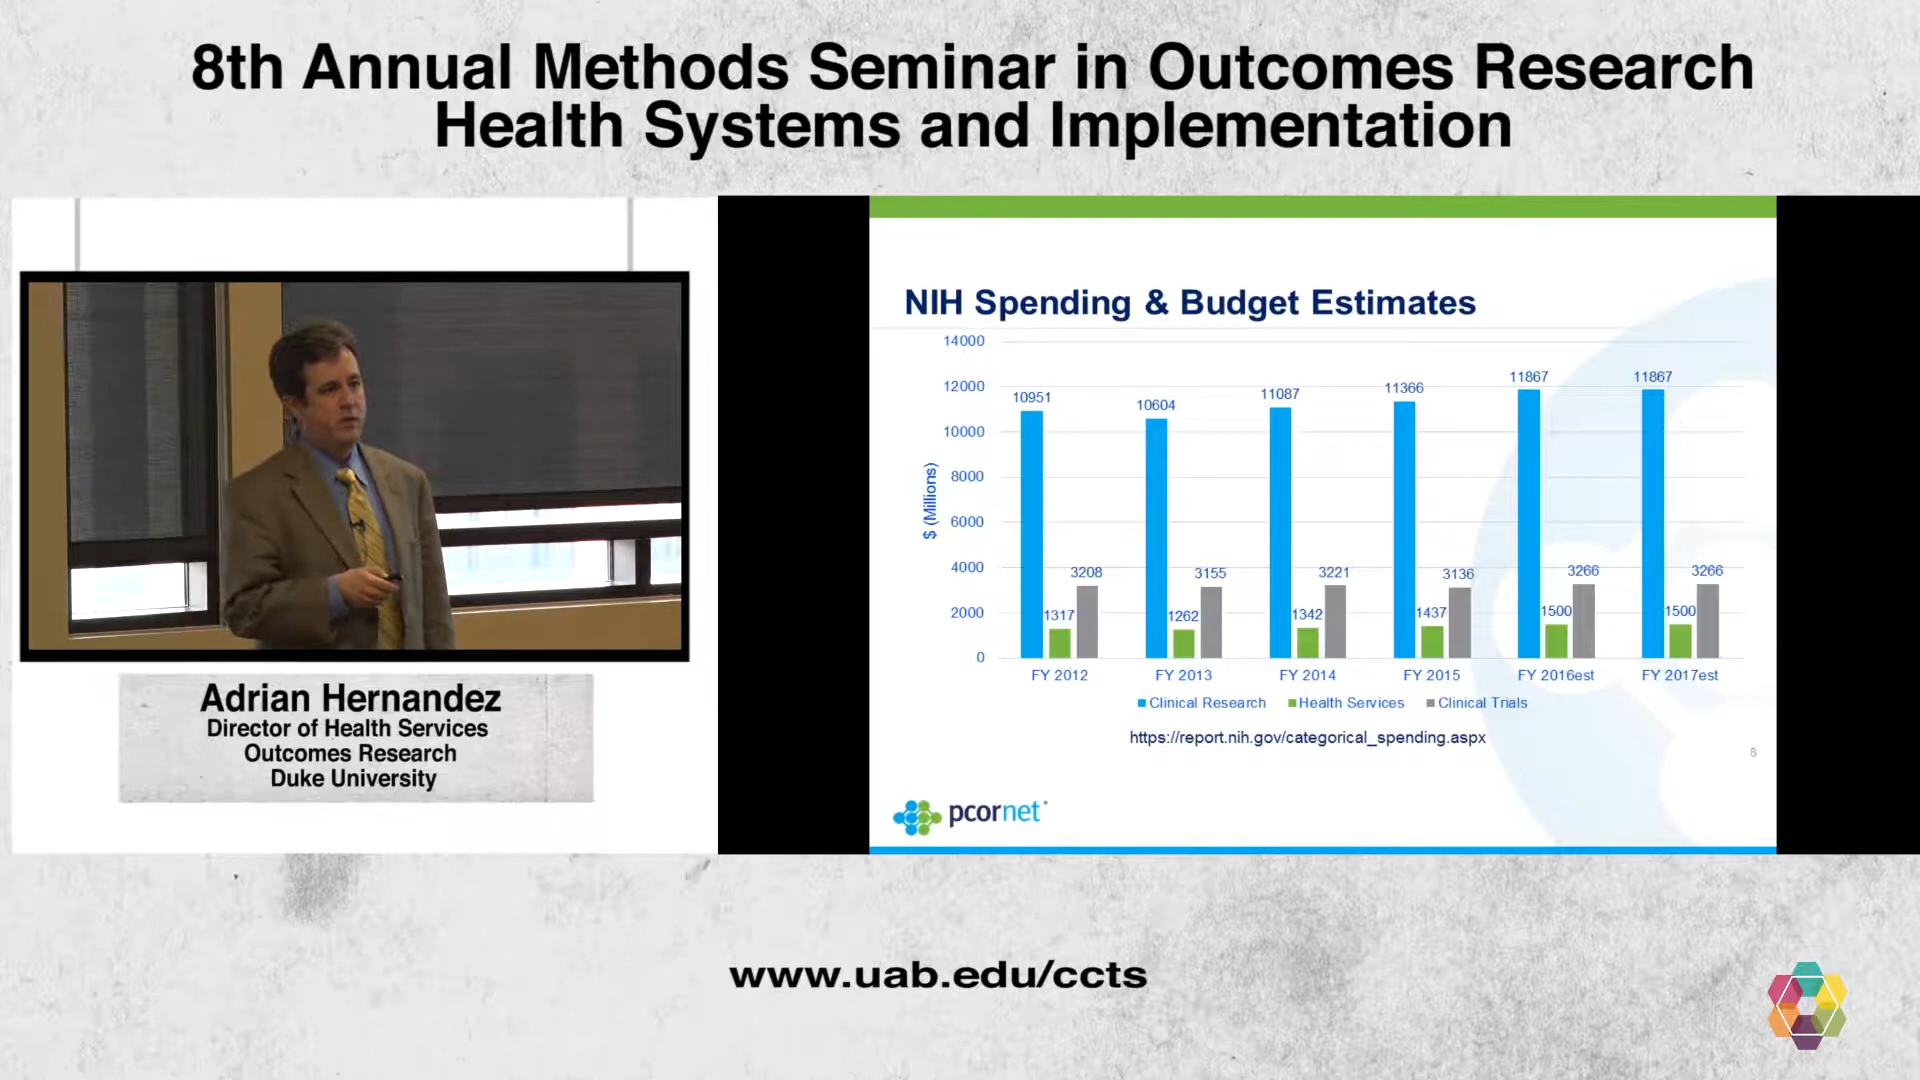 8th Annual Methods Seminar in Outcomes Research
Health Systems and Implementation
Adrian Hernandez
Director of Health Services
Outcomes Research
Duke University
NIH Spending & Budget Estimates
$ (Millions)
14000
12000
10000
8000
6000
4000
2000
0
10951
1317
3208
10604
1262
3155
11087
1342
3221
11366
1437
3136
11867
1500
3266
11867
1500
3266
FY 2012
FY 2013
FY 2014
FY 2015
FY 2016est
FY 2017est
Clinical Research
Health Services
Clinical Trials
https://report.nih.gov/categorical_spending.aspx
8
pcornet
www.uab.edu/ccts